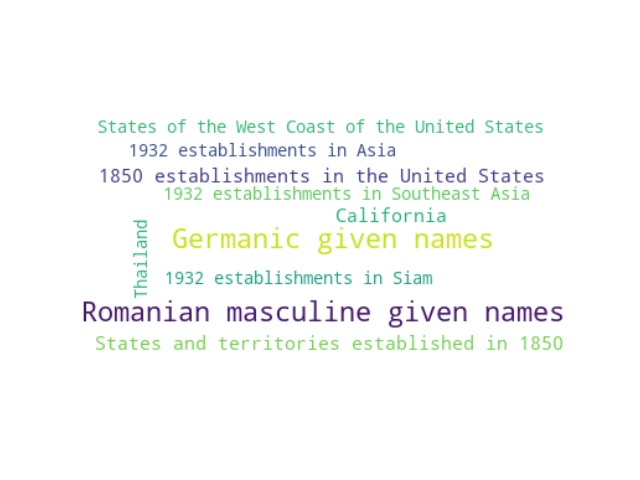 States of the West Coast of the United States
1932 establishments in Asia
1850 establishments in the United States
1932 establishments in Southeast Asia
California
Thailand
Germanic given names
1932 establishments in Siam
Romanian masculine given names
States and territories established in 1850